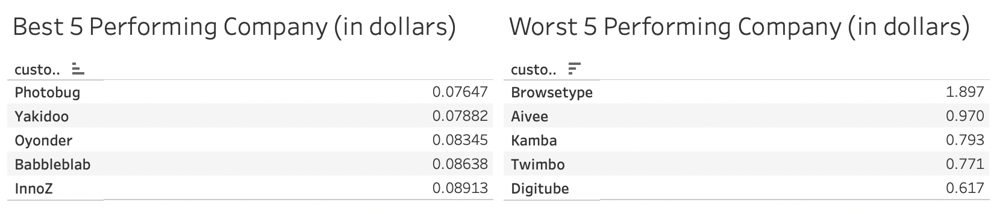 Best 5 Performing Company (in dollars)
custo..
Photobug 0.07647
Yakidoo 0.07882
Oyonder 0.08345
Babbleblab 0.08638
InnoZ 0.08913
Worst 5 Performing Company (in dollars)
custo..
Browsetype 1.897
Aivee 0.970
Kamba 0.793
Twimbo 0.771
Digitube 0.617